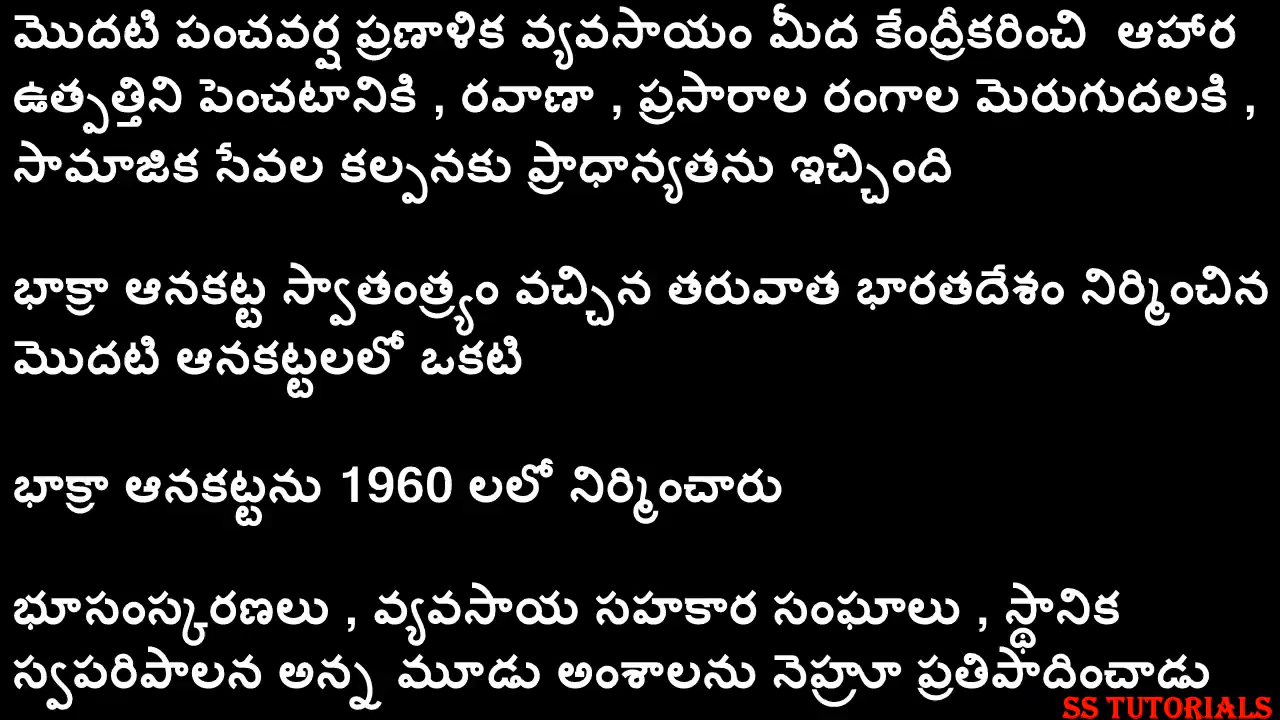 మొదటి పంచవర్ష ప్రణాళిక వ్యవసాయం మీద కేంద్రీకరించి ఆహార
ఉత్పత్తిని పెంచటానికి , రవాణా , ప్రసారాల రంగాల మెరుగుదలకి ,
సామాజిక సేవల కల్పనకు ప్రాధాన్యతను ఇచ్చింది
భాక్రా ఆనకట్ట స్వాతంత్ర్యం వచ్చిన తరువాత భారతదేశం నిర్మించిన
మొదటి ఆనకట్టలలో ఒకటి
భాక్రా ఆనకట్టను 1960 లలో నిర్మించారు
భూసంస్కరణలు , వ్యవసాయ సహకార సంఘాలు , స్థానిక
స్వపరిపాలన అన్న మూడు అంశాలను నెహ్రూ ప్రతిపాదించాడు
SS TUTORIALS